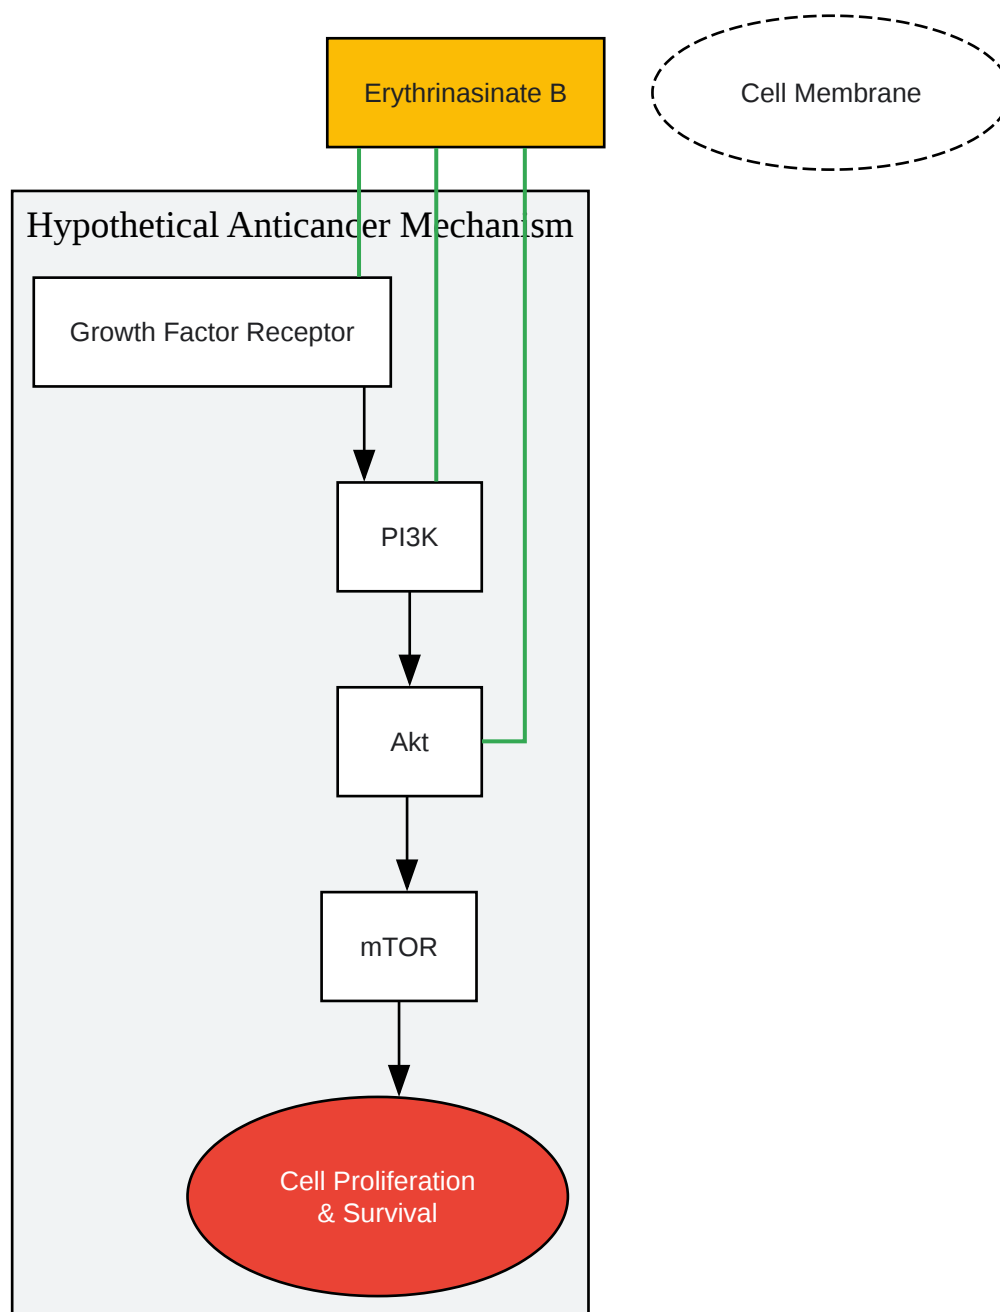 Erythrinasinate B
Cell Membrane
Hypothetical Anticancer Mechanism
Growth Factor Receptor
PI3K
Akt
mTOR
Cell Proliferation
& Survival